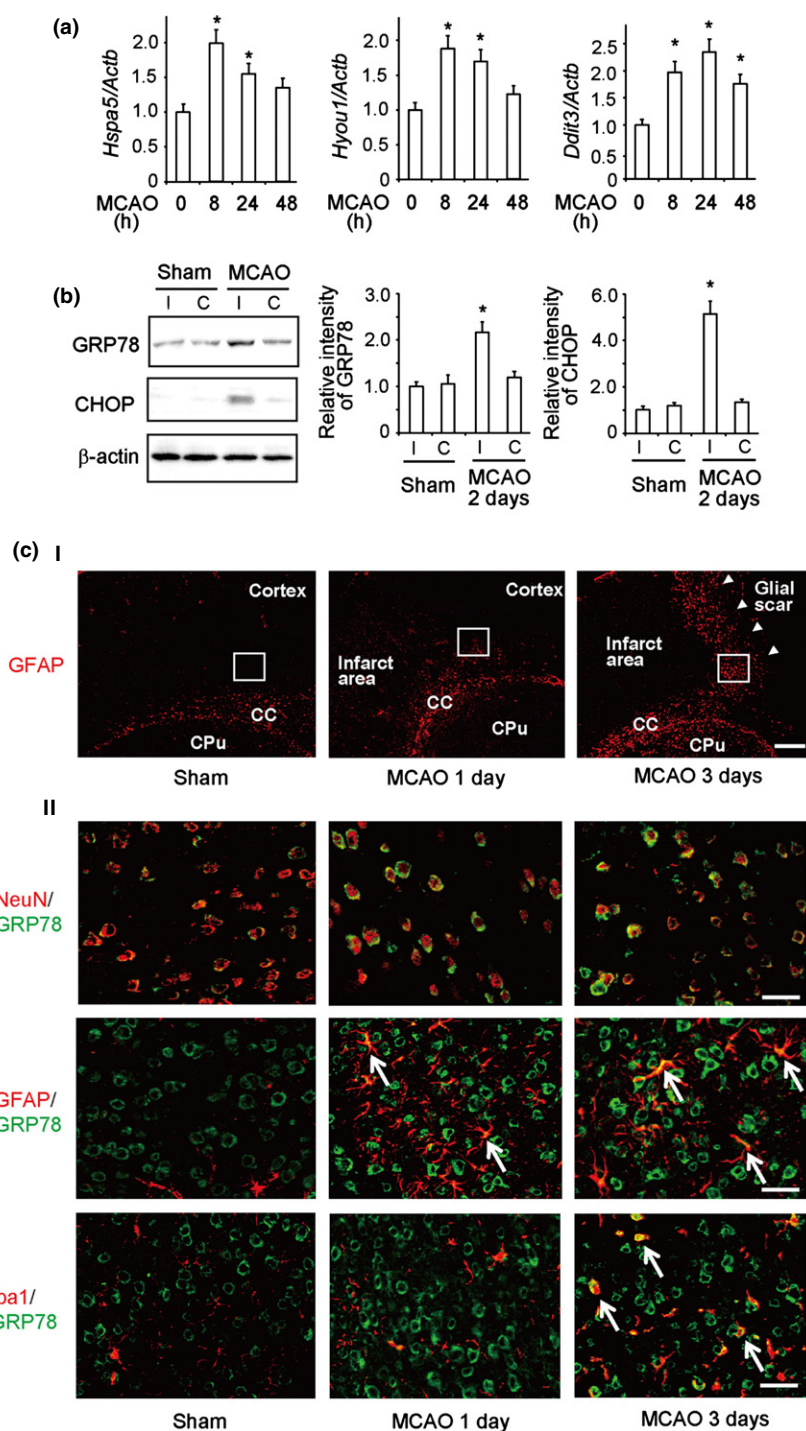 (a)
Hspa5/Actb
2.0
1.5
1.0
0
* *
MCAO (h)
0 8 24 48
Hyou1/Actb
2.0
1.5
1.0
0
* *
0 8 24 48
Ddit3/Actb
2.5
2.0
1.5
1.0
0.5
0
* * *
0 8 24 48
(b)
Sham MCAO
I C I C
GRP78
CHOP
β-actin
Relative intensity of GRP78
3.0
2.0
1.0
0
*
I C I C
Sham
MCAO 2 days
Relative intensity of CHOP
6.0
4.0
2.0
0
*
I C I C
Sham
MCAO 2 days
(c) I
GFAP
Cortex
CC
CPu
Sham
Cortex
Infarct area
CC
CPu
MCAO 1 day
Glial scar
Infarct area
CC
CPu
MCAO 3 days
II
NeuN/
GRP78
GFAP/
GRP78
ba1/
GRP78
Sham
MCAO 1 day
MCAO 3 days